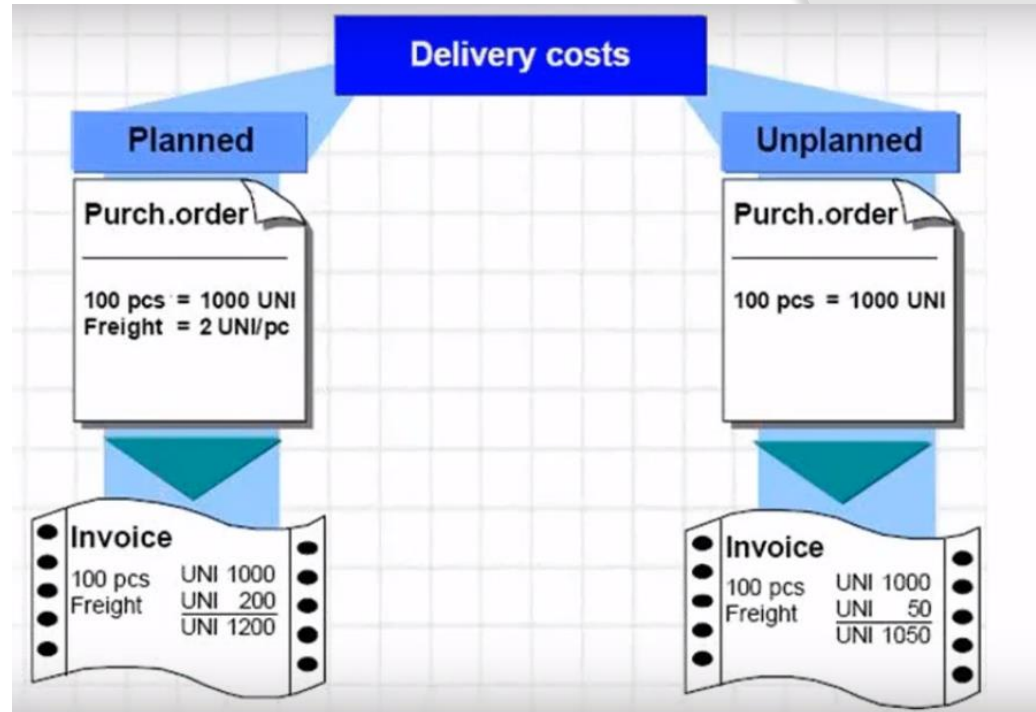 Delivery costs
Planned
Purch.order
100 pcs = 1000 UNI
Freight = 2 UNI/pc
Invoice
100 pcs UNI 1000
Freight UNI 200
UNI 1200
Unplanned
Purch.order
100 pcs = 1000 UNI
Invoice
100 pcs UNI 1000
Freight UNI 50
UNI 1050